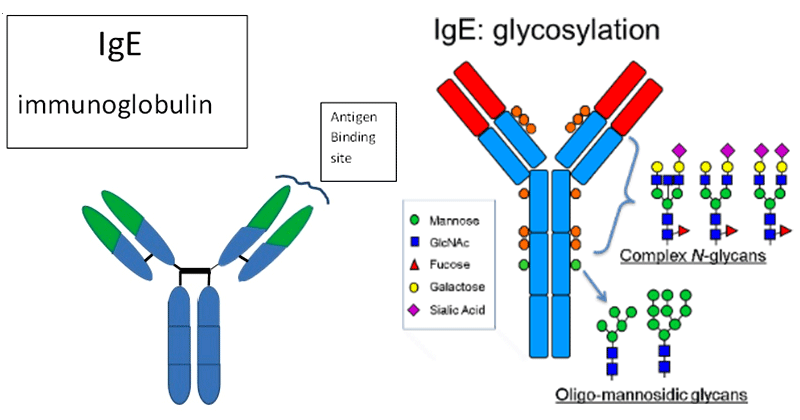 IgE
immunoglobulin
Antigen
Binding
site
IgE: glycosylation
Mannose
GlcNAc
Fucose
Galactose
Sialic Acid
Complex N-glycans
Oligo-mannosidic glycans